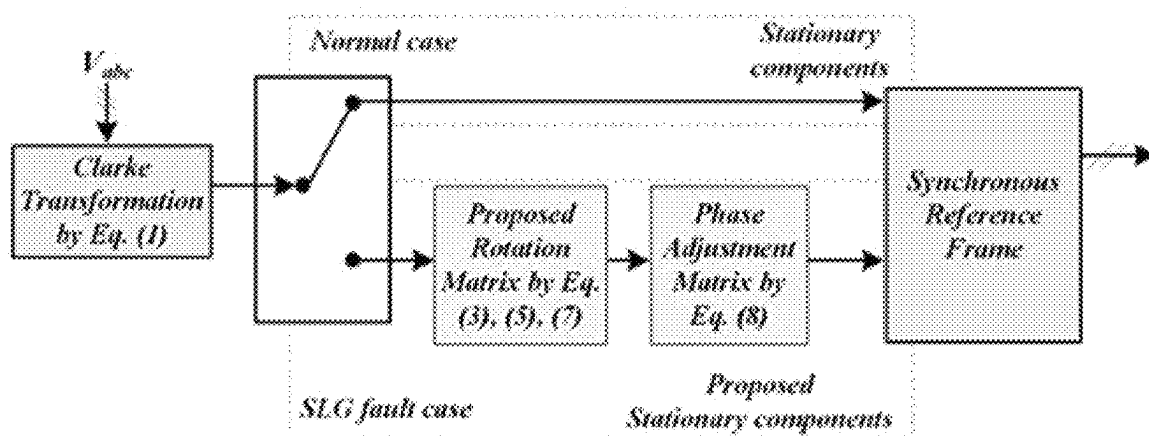 Normal case
Stationary
components
V_abc
Clarke
Transformation
by Eq. (1)
Synchronous
Reference
Frame
Proposed
Rotation
Matrix by Eq.
(3), (5), (7)
Phase
Adjustment
Matrix by
Eq. (8)
SLG fault case
Proposed
Stationary components